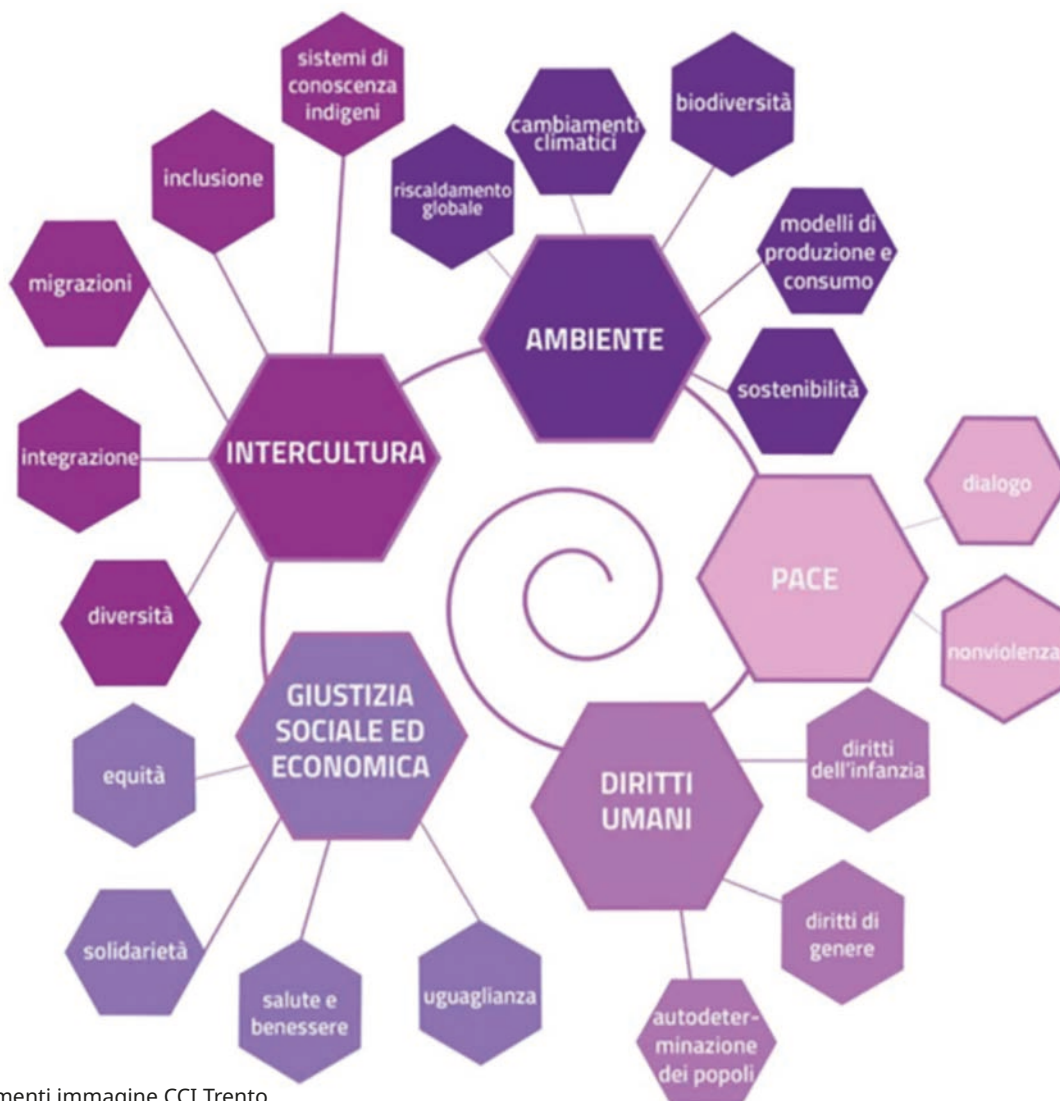 sistemi di
conoscenza
indigeni
inclusione
migrazioni
integrazione
diversità
INTERCULTURA
riscaldamento
globale
cambiamenti
climatici
biodiversità
modelli di
produzione e
consumo
sostenibilità
AMBIENTE
dialogo
nonviolenza
PACE
diritti
dell'infanzia
diritti di
genere
autodeter-
minazione
dei popoli
DIRITTI
UMANI
GIUSTIZIA
SOCIALE ED
ECONOMICA
equità
solidarietà
salute e
benessere
uguaglianza
immagine CCI Trento